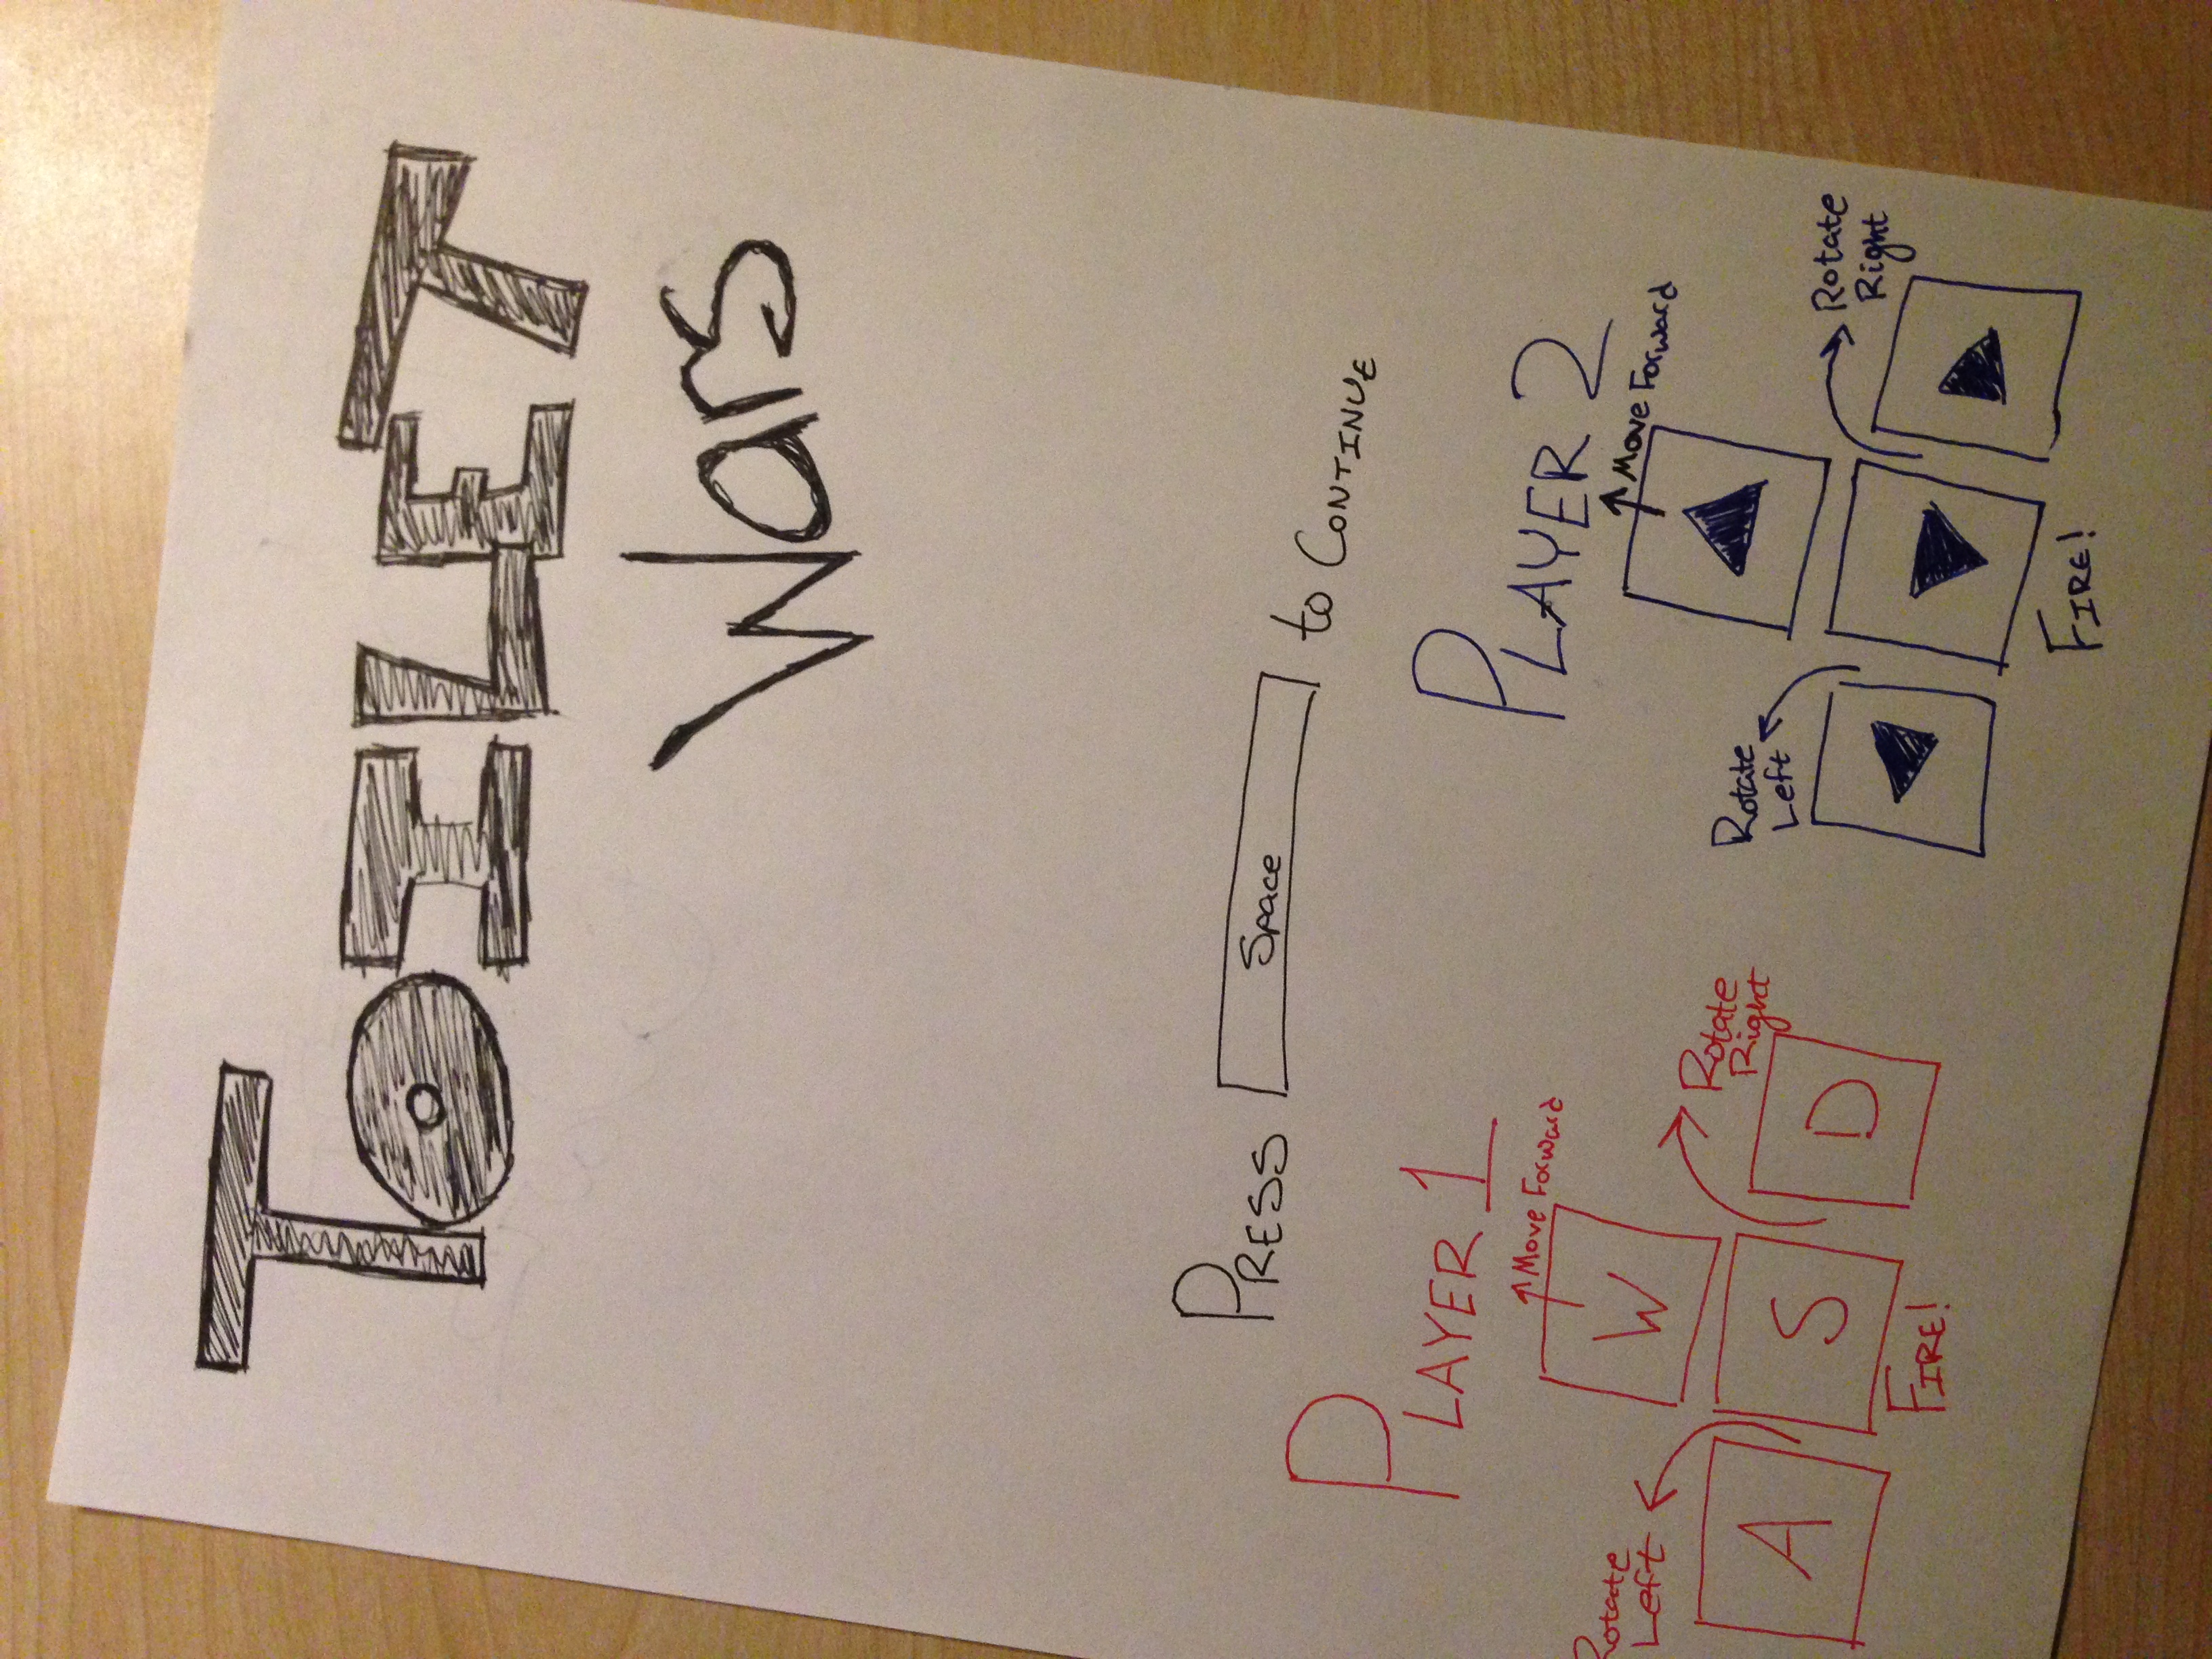 TOILET
Wars
PRESS Space to CONTINUE
PLAYER 1
Move Forward
W
Rotate
Left
Rotate
Right
A S D
FIRE!
PLAYER 2
Move Forward
Rotate
Left
Rotate
Right
FIRE!